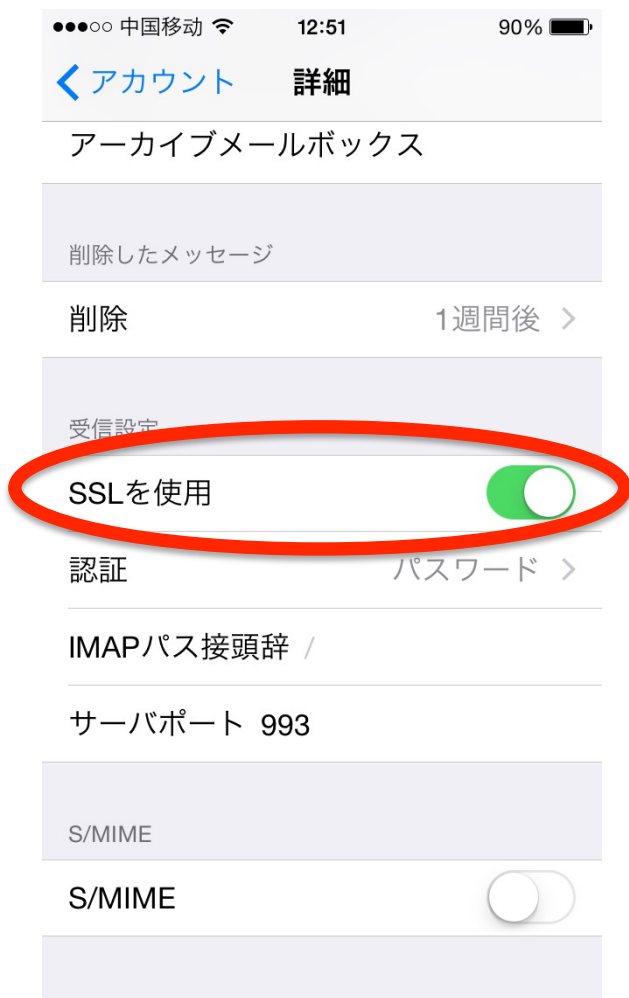 中国移动 12:51 90%
アカウント 詳細
アーカイブメールボックス
削除したメッセージ
削除 1週間後
受信設定
SSLを使用
認証 パスワード
IMAPパス接頭辞 /
サーバポート 993
S/MIME
S/MIME